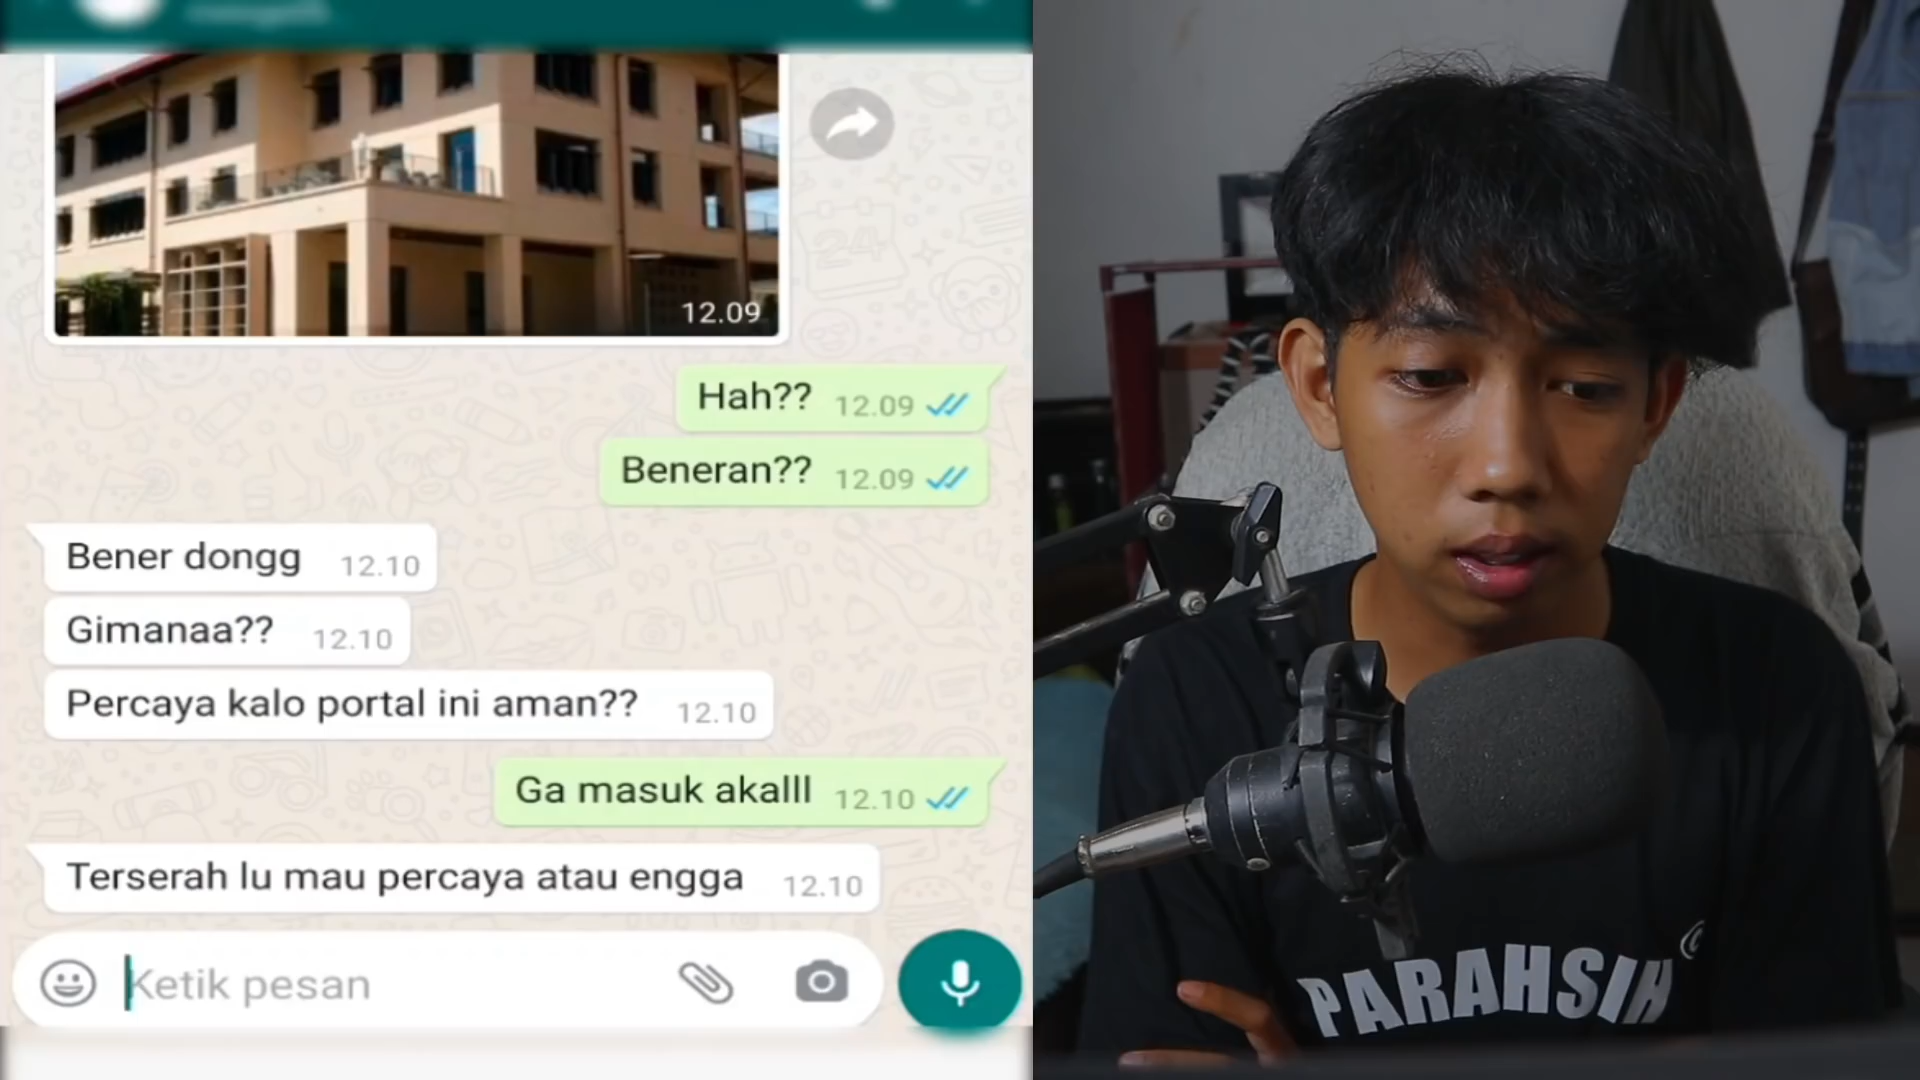 12.09
Hah?? 12.09
Beneran?? 12.09
Bener dongg 12.10
Gimanaa?? 12.10
Percaya kalo portal ini aman?? 12.10
Ga masuk akalll 12.10
Terserah lu mau percaya atau engga 12.10
Ketik pesan
PARAHSIH